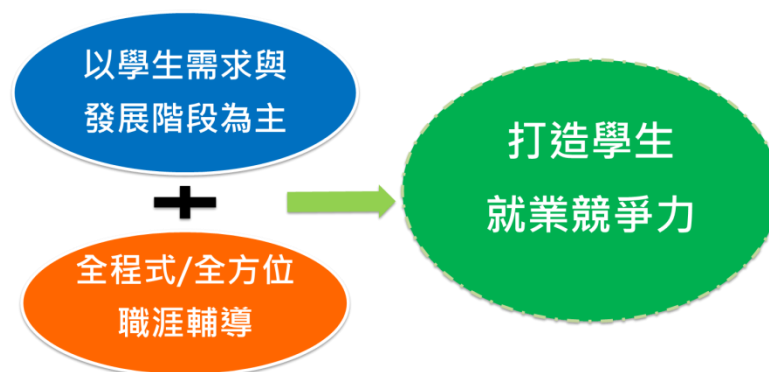 以學生需求與
發展階段為主
+
全程式/全方位
職涯輔導
打造學生
就業競爭力